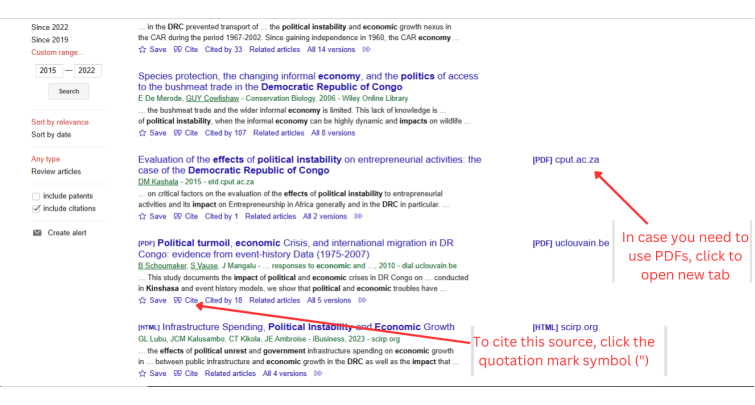 Since 2022
Since 2019
Custom range...
2015 — 2022
Search
Sort by relevance
Sort by date
Any type
Review articles
include patents
include citations
Create alert
... in the DRC prevented transport of ... the political instability and economic growth nexus in
the CAR during the period 1967-2002. Since gaining independence in 1960, the CAR economy ...
Save Cite Cited by 33 Related articles All 14 versions
Species protection, the changing informal economy, and the politics of access
to the bushmeat trade in the Democratic Republic of Congo
E De Merode, GUY Cowlishaw - Conservation Biology, 2006 - Wiley Online Library
... the bushmeat trade and the wider informal economy is limited. This lack of knowledge is ...
of political instability, when the informal economy can be highly dynamic and impacts on wildlife ...
Save Cite Cited by 107 Related articles All 8 versions
Evaluation of the effects of political instability on entrepreneurial activities: the
case of the Democratic Republic of Congo
DM Kashala - 2015 - etd.cput.ac.za
... on critical factors on the evaluation of the effects of political instability to entrepreneurial
activities and its impact on Entrepreneurship in Africa generally and in the DRC in particular. ...
Save Cite Cited by 1 Related articles All 2 versions
[PDF] cput.ac.za
[PDF] Political turmoil, economic Crisis, and international migration in DR
Congo: evidence from event-history Data (1975-2007)
B Schoumaker, S Vause, J Mangalu - ... responses to economic and ..., 2010 - dial.uclouvain.be
... This study documents the impact of political and economic crises in DR Congo on ... conducted
in Kinshasa and event history models, we show that political and economic troubles have ...
Save Cite Cited by 18 Related articles All 5 versions
[PDF] uclouvain.be
In case you need to
use PDFs, click to
open new tab
[HTML] Infrastructure Spending, Political Instability and Economic Growth
GL Lubu, JCM Kalusambo, CT Kikola, JE Ambroise - iBusiness, 2023 - scirp.org
... the effects of political unrest and government infrastructure spending on economic growth
in ... between public infrastructure and economic growth in the DRC as well as the impact that ...
Save Cite Related articles All 4 versions
[HTML] scirp.org
To cite this source, click the
quotation mark symbol (")